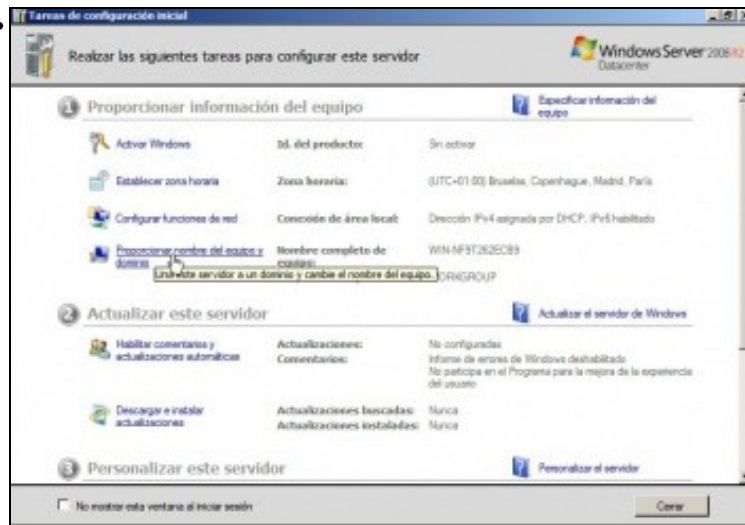 Tareas de configuración inicial
Realizar las siguientes tareas para configurar este servidor
Windows Server 2008 R2
Datacenter
1 Proporcionar información del equipo
Especificar información del
equipo
Activar Windows Id. del producto: Sin activar
Establecer zona horaria Zona horaria: (UTC+01:00) Bruselas, Copenhague, Madrid, París
Configurar funciones de red Conexión de área local: Dirección IPv4 asignada por DHCP, IPv6 habilitado
Proporcionar nombre del equipo y Nombre completo de
dominio equipo:
Una este servidor a un dominio y cambie el nombre del equipo.
WORKGROUP
2 Actualizar este servidor Actualizar el servidor de Windows
Habilitar comentarios y Actualizaciones: No configuradas
actualizaciones automáticas Comentarios: Informe de errores de Windows deshabilitado
No participa en el Programa para la mejora de la experiencia
del usuario
Descargar e instalar Actualizaciones buscadas: Nunca
actualizaciones Actualizaciones instaladas: Nunca
3 Personalizar este servidor Personalizar el servidor
No mostrar esta ventana al iniciar sesión
Cerrar